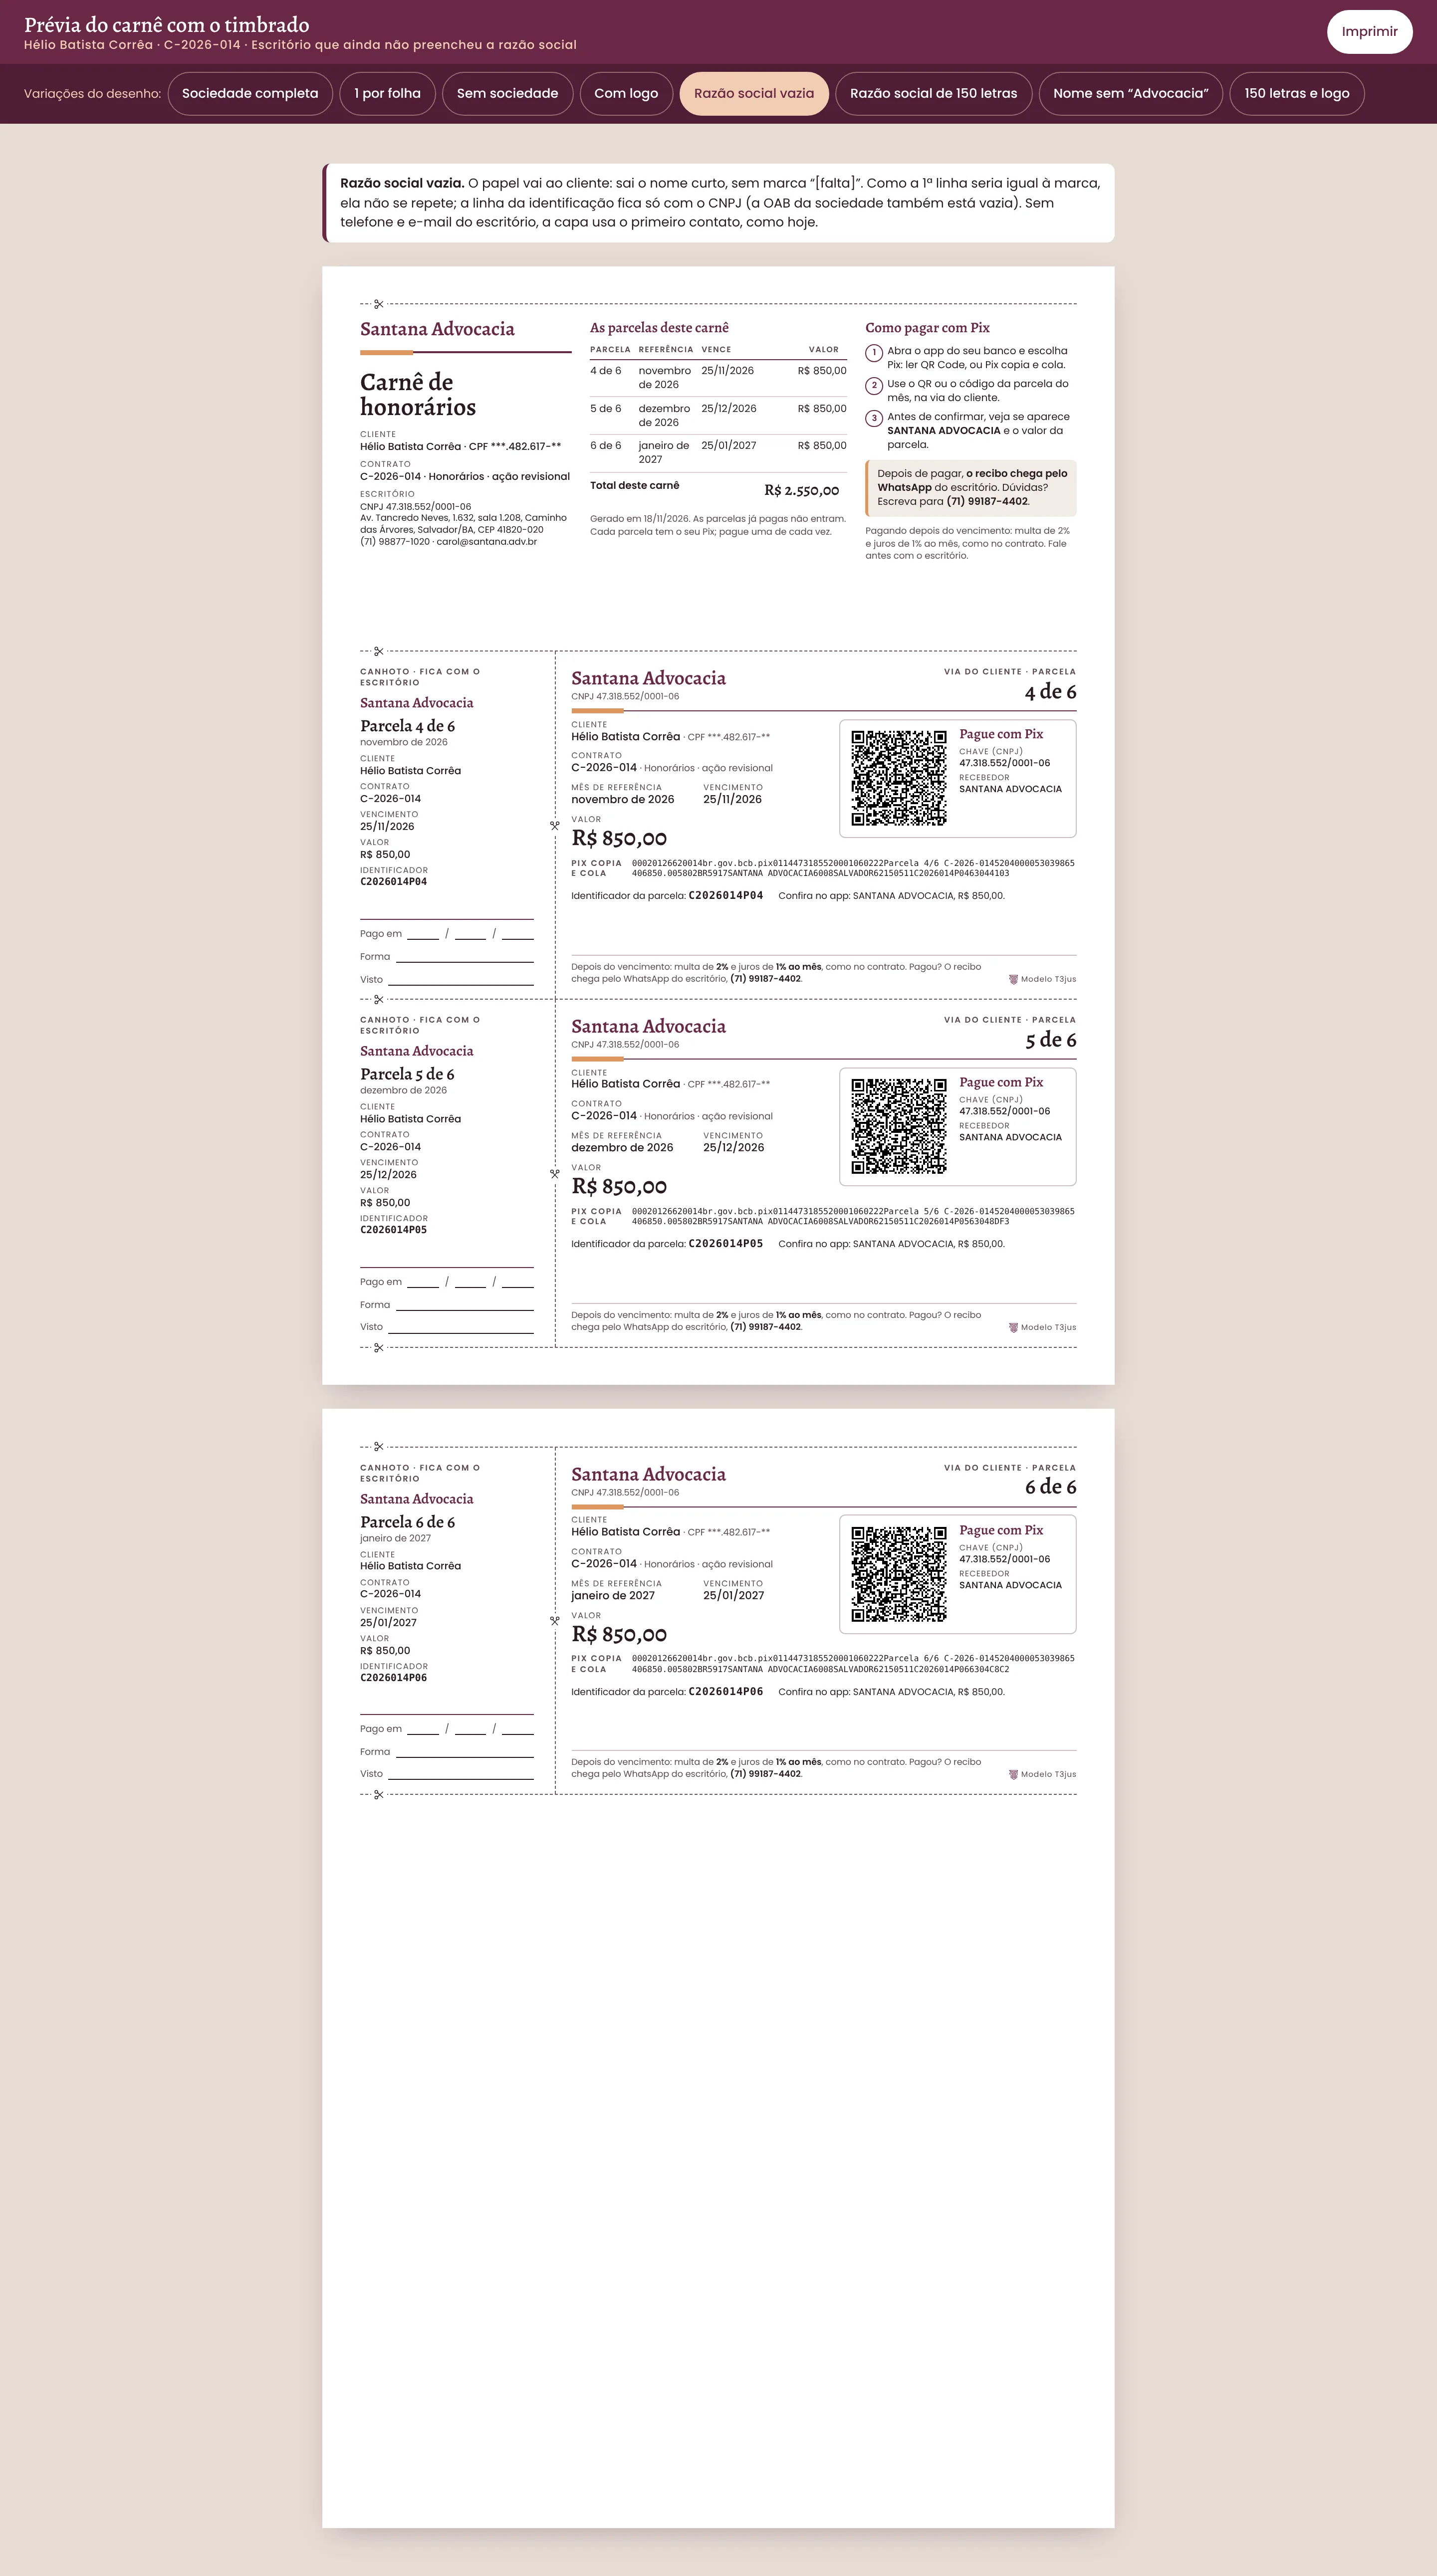 Prévia do carnê com o timbrado
Hélio Batista Corrêa · C-2026-014 · Escritório que ainda não preencheu a razão social
Imprimir
Variações do desenho:
Sociedade completa
1 por folha
Sem sociedade
Com logo
Razão social vazia
Razão social de 150 letras
Nome sem “Advocacia”
150 letras e logo
Razão social vazia. O papel vai ao cliente: sai o nome curto, sem marca “[falta]”. Como a 1ª linha seria igual à marca,
ela não se repete; a linha da identificação fica só com o CNPJ (a OAB da sociedade também está vazia). Sem
telefone e e-mail do escritório, a capa usa o primeiro contato, como hoje.
Santana Advocacia
Carnê de
honorários
CLIENTE
Hélio Batista Corrêa · CPF ***.482.617-**
CONTRATO
C-2026-014 · Honorários · ação revisional
ESCRITÓRIO
CNPJ 47.318.552/0001-06
Av. Tancredo Neves, 1.632, sala 1.208, Caminho
das Árvores, Salvador/BA, CEP 41820-020
(71) 98877-1020 · carol@santana.adv.br
As parcelas deste carnê
PARCELA REFERÊNCIA VENCE VALOR
4 de 6 novembro de 2026 25/11/2026 R$ 850,00
5 de 6 dezembro de 2026 25/12/2026 R$ 850,00
6 de 6 janeiro de 2027 25/01/2027 R$ 850,00
Total deste carnê R$ 2.550,00
Gerado em 18/11/2026. As parcelas já pagas não entram.
Cada parcela tem o seu Pix; pague uma de cada vez.
Como pagar com Pix
1 Abra o app do seu banco e escolha
Pix: ler QR Code, ou Pix copia e cola.
2 Use o QR ou o código da parcela do
mês, na via do cliente.
3 Antes de confirmar, veja se aparece
SANTANA ADVOCACIA e o valor da
parcela.
Depois de pagar, o recibo chega pelo
WhatsApp do escritório. Dúvidas?
Escreva para (71) 99187-4402.
Pagando depois do vencimento: multa de 2%
e juros de 1% ao mês, como no contrato. Fale
antes com o escritório.
CANHOTO · FICA COM O
ESCRITÓRIO
Santana Advocacia
Parcela 4 de 6
novembro de 2026
CLIENTE
Hélio Batista Corrêa
CONTRATO
C-2026-014
VENCIMENTO
25/11/2026
VALOR
R$ 850,00
IDENTIFICADOR
C2026014P04
Pago em / /
Forma
Visto
Santana Advocacia
CNPJ 47.318.552/0001-06
VIA DO CLIENTE · PARCELA
4 de 6
CLIENTE
Hélio Batista Corrêa · CPF ***.482.617-**
CONTRATO
C-2026-014 · Honorários · ação revisional
MÊS DE REFERÊNCIA VENCIMENTO
novembro de 2026 25/11/2026
VALOR
R$ 850,00
Pague com Pix
CHAVE (CNPJ)
47.318.552/0001-06
RECEBEDOR
SANTANA ADVOCACIA
PIX COPIA 00020126620014br.gov.bcb.pix0114473185520001060222Parcela 4/6 C-2026-0145204000053039865
E COLA 406850.005802BR5917SANTANA ADVOCACIA6008SALVADOR62150511C2026014P0463044103
Identificador da parcela: C2026014P04 Confira no app: SANTANA ADVOCACIA, R$ 850,00.
Depois do vencimento: multa de 2% e juros de 1% ao mês, como no contrato. Pagou? O recibo
chega pelo WhatsApp do escritório, (71) 99187-4402.
Modelo T3jus
CANHOTO · FICA COM O
ESCRITÓRIO
Santana Advocacia
Parcela 5 de 6
dezembro de 2026
CLIENTE
Hélio Batista Corrêa
CONTRATO
C-2026-014
VENCIMENTO
25/12/2026
VALOR
R$ 850,00
IDENTIFICADOR
C2026014P05
Pago em / /
Forma
Visto
Santana Advocacia
CNPJ 47.318.552/0001-06
VIA DO CLIENTE · PARCELA
5 de 6
CLIENTE
Hélio Batista Corrêa · CPF ***.482.617-**
CONTRATO
C-2026-014 · Honorários · ação revisional
MÊS DE REFERÊNCIA VENCIMENTO
dezembro de 2026 25/12/2026
VALOR
R$ 850,00
Pague com Pix
CHAVE (CNPJ)
47.318.552/0001-06
RECEBEDOR
SANTANA ADVOCACIA
PIX COPIA 00020126620014br.gov.bcb.pix0114473185520001060222Parcela 5/6 C-2026-0145204000053039865
E COLA 406850.005802BR5917SANTANA ADVOCACIA6008SALVADOR62150511C2026014P0563048DF3
Identificador da parcela: C2026014P05 Confira no app: SANTANA ADVOCACIA, R$ 850,00.
Depois do vencimento: multa de 2% e juros de 1% ao mês, como no contrato. Pagou? O recibo
chega pelo WhatsApp do escritório, (71) 99187-4402.
Modelo T3jus
CANHOTO · FICA COM O
ESCRITÓRIO
Santana Advocacia
Parcela 6 de 6
janeiro de 2027
CLIENTE
Hélio Batista Corrêa
CONTRATO
C-2026-014
VENCIMENTO
25/01/2027
VALOR
R$ 850,00
IDENTIFICADOR
C2026014P06
Pago em / /
Forma
Visto
Santana Advocacia
CNPJ 47.318.552/0001-06
VIA DO CLIENTE · PARCELA
6 de 6
CLIENTE
Hélio Batista Corrêa · CPF ***.482.617-**
CONTRATO
C-2026-014 · Honorários · ação revisional
MÊS DE REFERÊNCIA VENCIMENTO
janeiro de 2027 25/01/2027
VALOR
R$ 850,00
Pague com Pix
CHAVE (CNPJ)
47.318.552/0001-06
RECEBEDOR
SANTANA ADVOCACIA
PIX COPIA 00020126620014br.gov.bcb.pix0114473185520001060222Parcela 6/6 C-2026-0145204000053039865
E COLA 406850.005802BR5917SANTANA ADVOCACIA6008SALVADOR62150511C2026014P066304C8C2
Identificador da parcela: C2026014P06 Confira no app: SANTANA ADVOCACIA, R$ 850,00.
Depois do vencimento: multa de 2% e juros de 1% ao mês, como no contrato. Pagou? O recibo
chega pelo WhatsApp do escritório, (71) 99187-4402.
Modelo T3jus